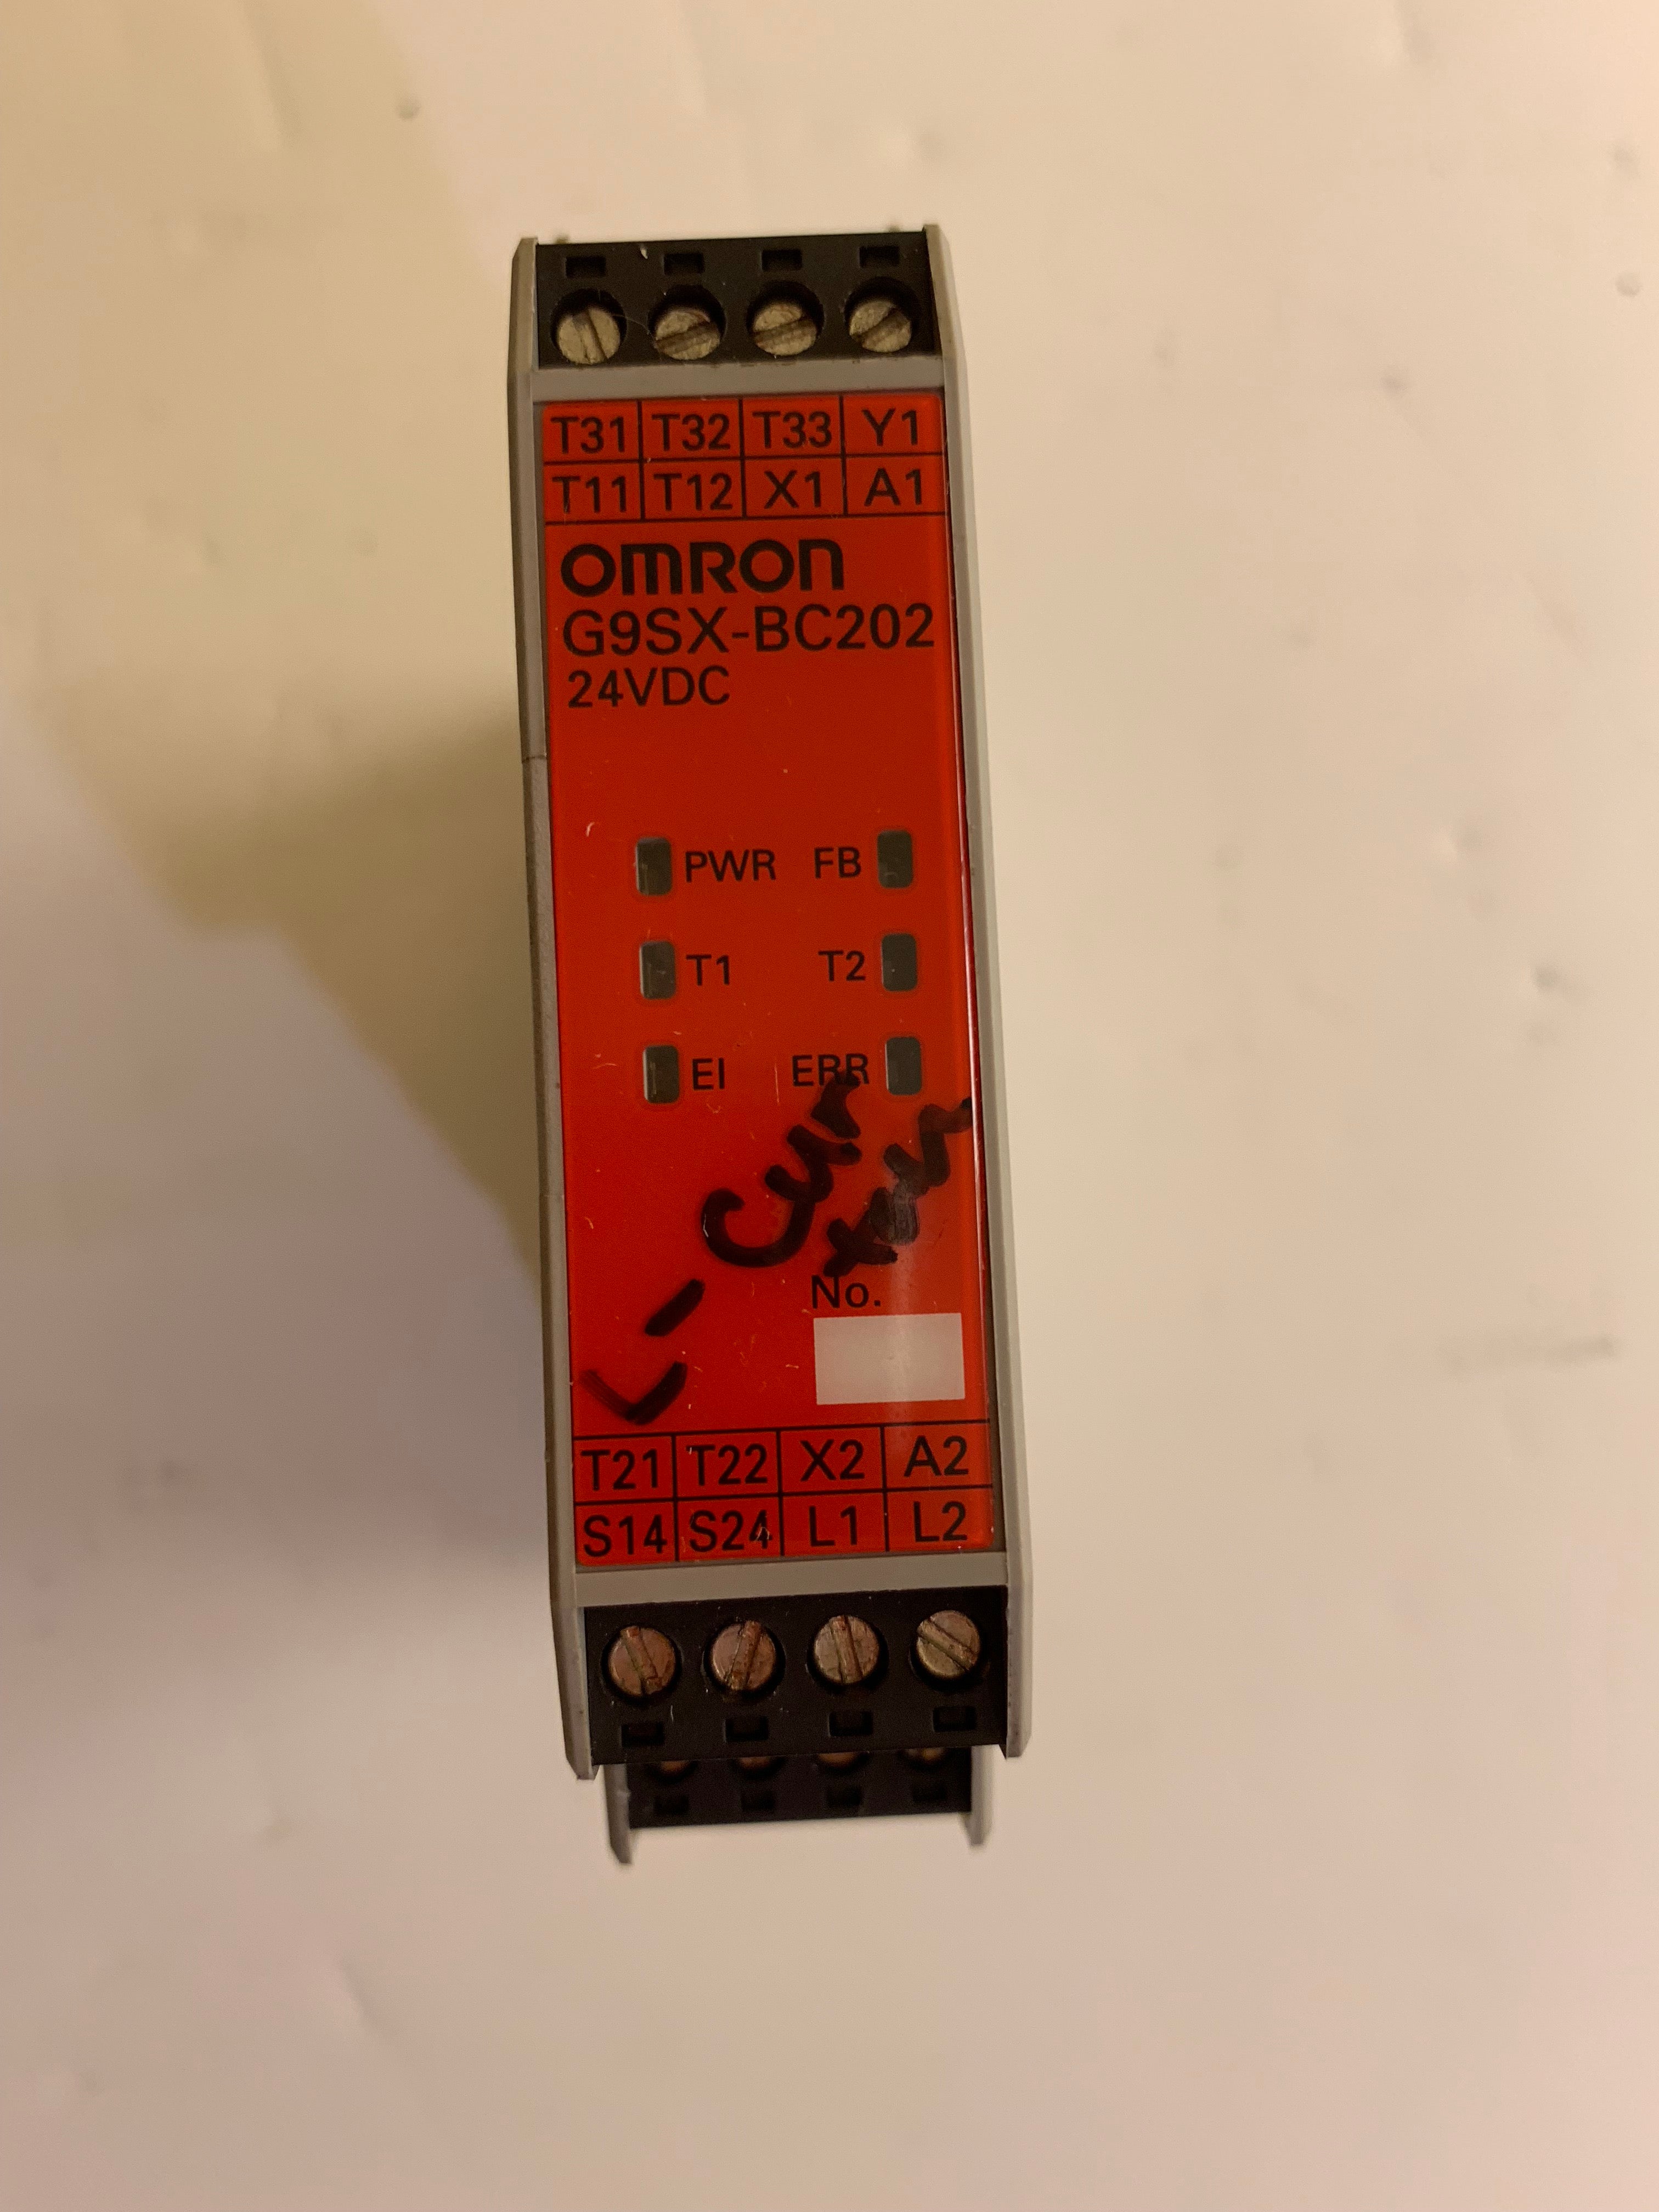 T31 T32 T33 Y1
T11 T12 X1 A1
OMRON
G9SX-BC202
24VDC
PWR FB
T1 T2
EI ERR
L - Cur
No.
T21 T22 X2 A2
S14 S24 L1 L2